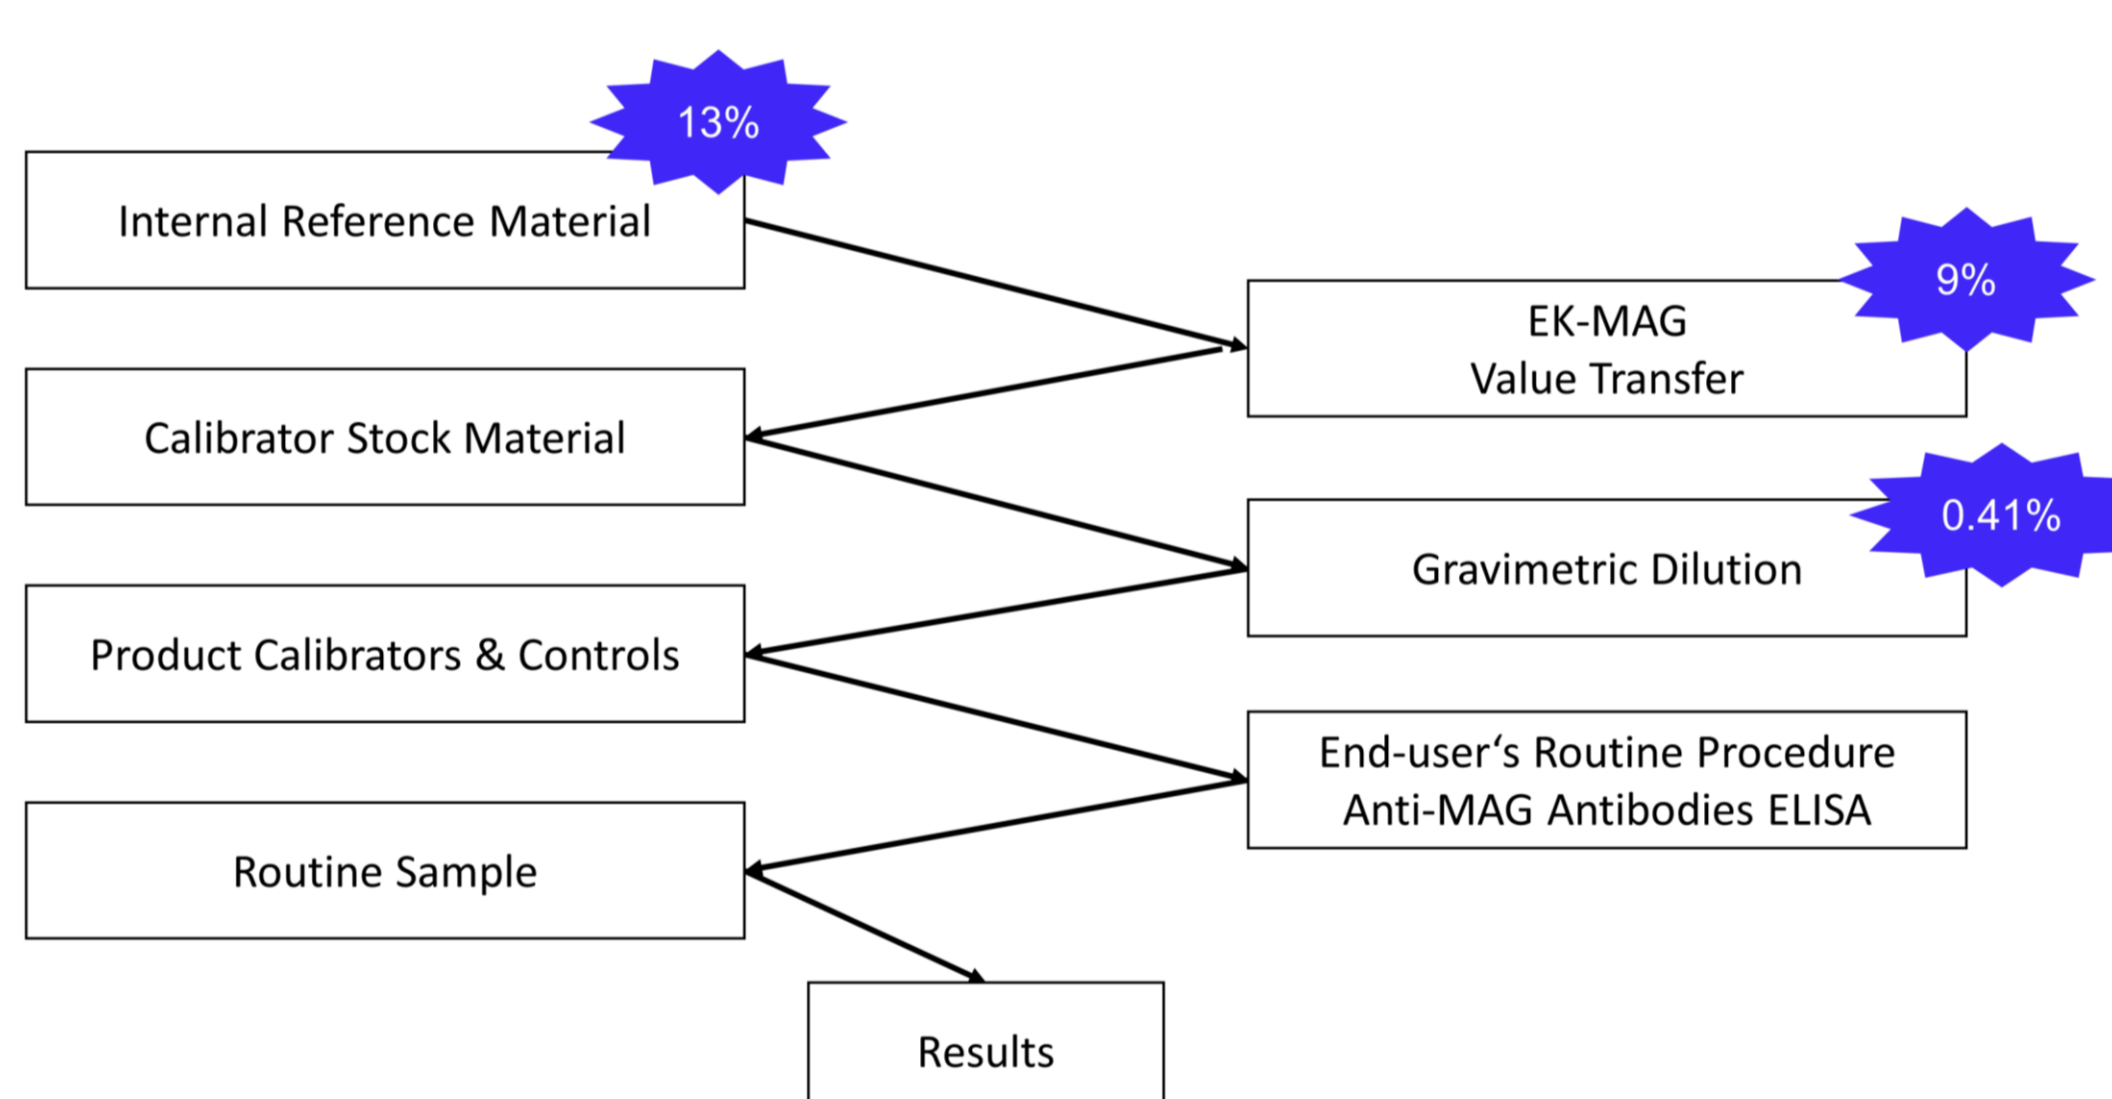 13%
Internal Reference Material
9%
EK-MAG
Value Transfer
Calibrator Stock Material
0.41%
Gravimetric Dilution
Product Calibrators & Controls
End-user‘s Routine Procedure
Anti-MAG Antibodies ELISA
Routine Sample
Results